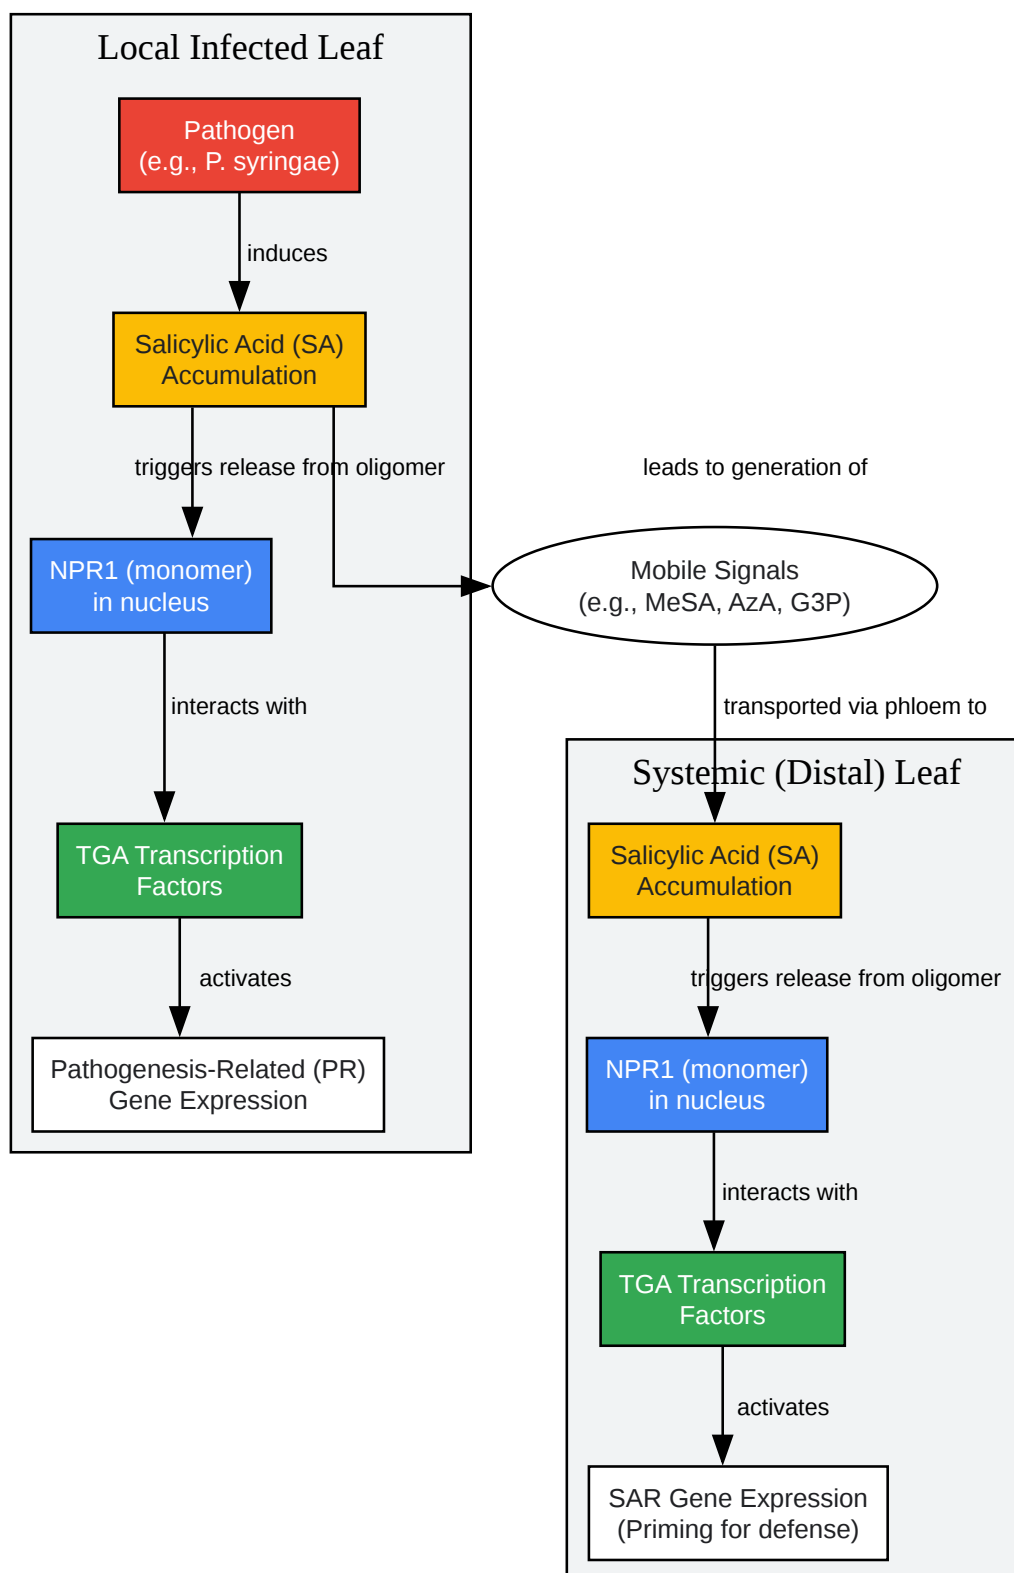 Local Infected Leaf
Pathogen
(e.g., P. syringae)
induces
Salicylic Acid (SA)
Accumulation
triggers release from oligomer
leads to generation of
NPR1 (monomer)
in nucleus
Mobile Signals
(e.g., MeSA, AzA, G3P)
interacts with
transported via phloem to
Systemic (Distal) Leaf
TGA Transcription
Factors
Salicylic Acid (SA)
Accumulation
activates
triggers release from oligomer
Pathogenesis-Related (PR)
Gene Expression
NPR1 (monomer)
in nucleus
interacts with
TGA Transcription
Factors
activates
SAR Gene Expression
(Priming for defense)